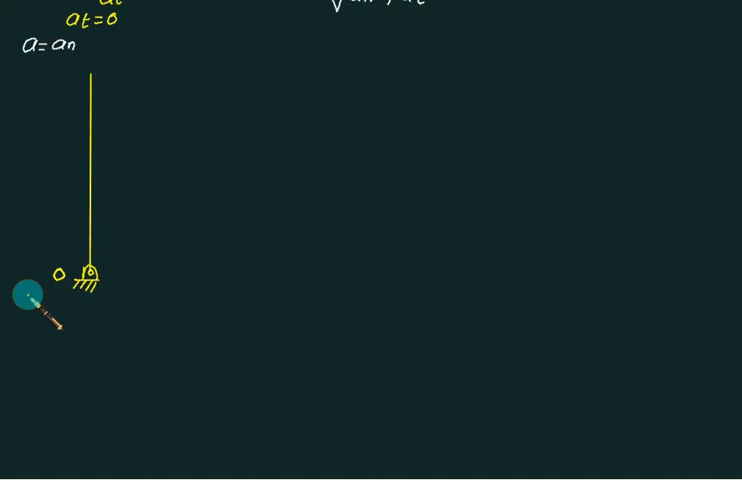 at = 0
a = an
O